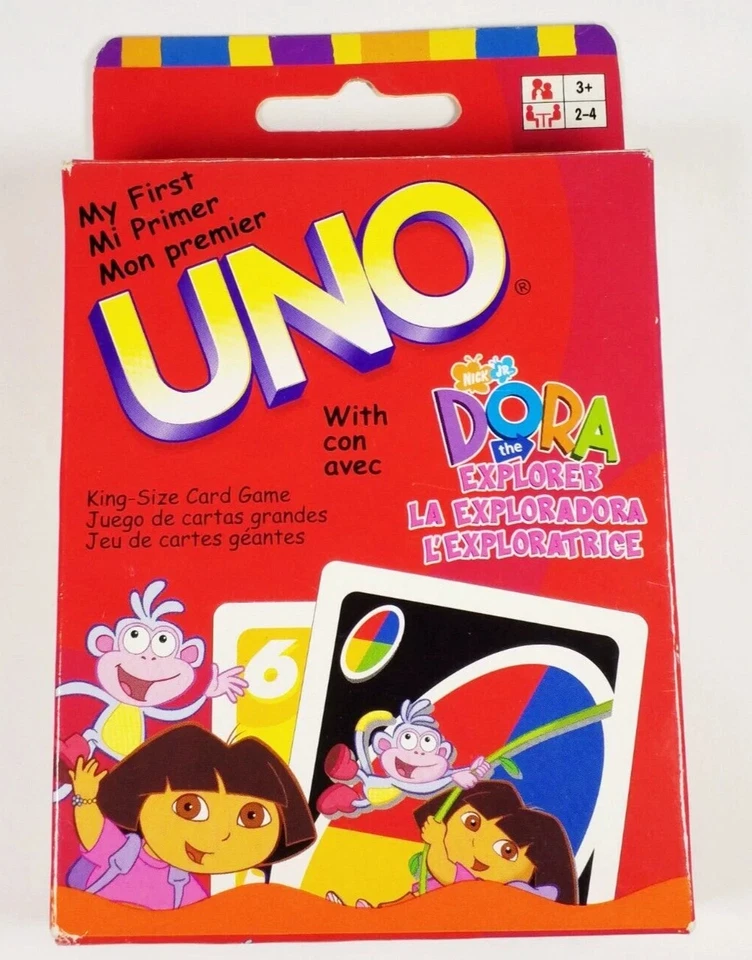 3+
2-4
My First
Mi Primer
Mon premier
UNO®
With
con
avec
NICK JR.
DORA
the
EXPLORER
LA EXPLORADORA
L'EXPLORATRICE
King-Size Card Game
Juego de cartas grandes
Jeu de cartes géantes
6